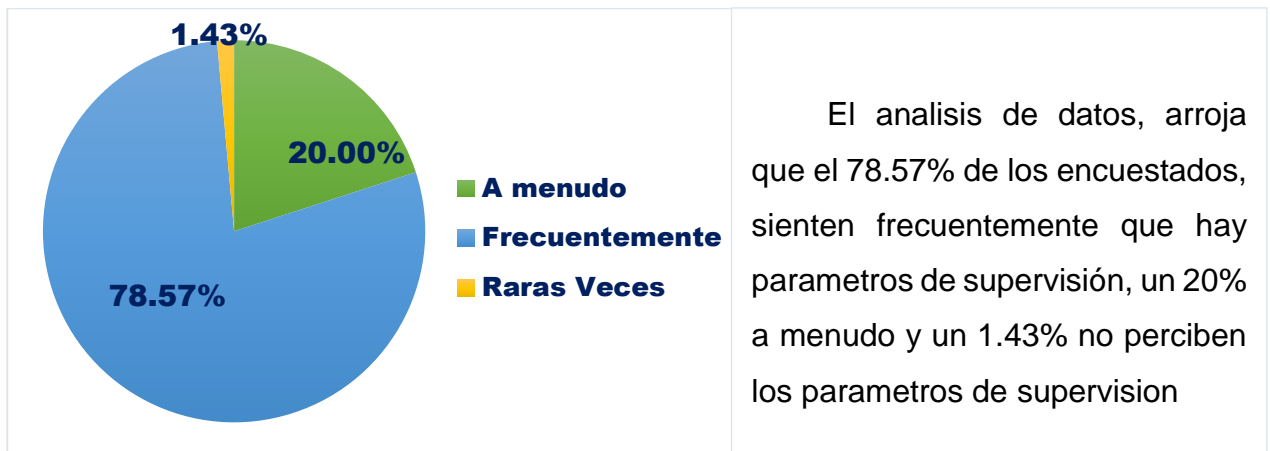 1.43%
20.00%
78.57%
A menudo
Frecuentemente
Raras Veces
El analisis de datos, arroja
que el 78.57% de los encuestados,
sienten frecuentemente que hay
parametros de supervisión, un 20%
a menudo y un 1.43% no perciben
los parametros de supervision